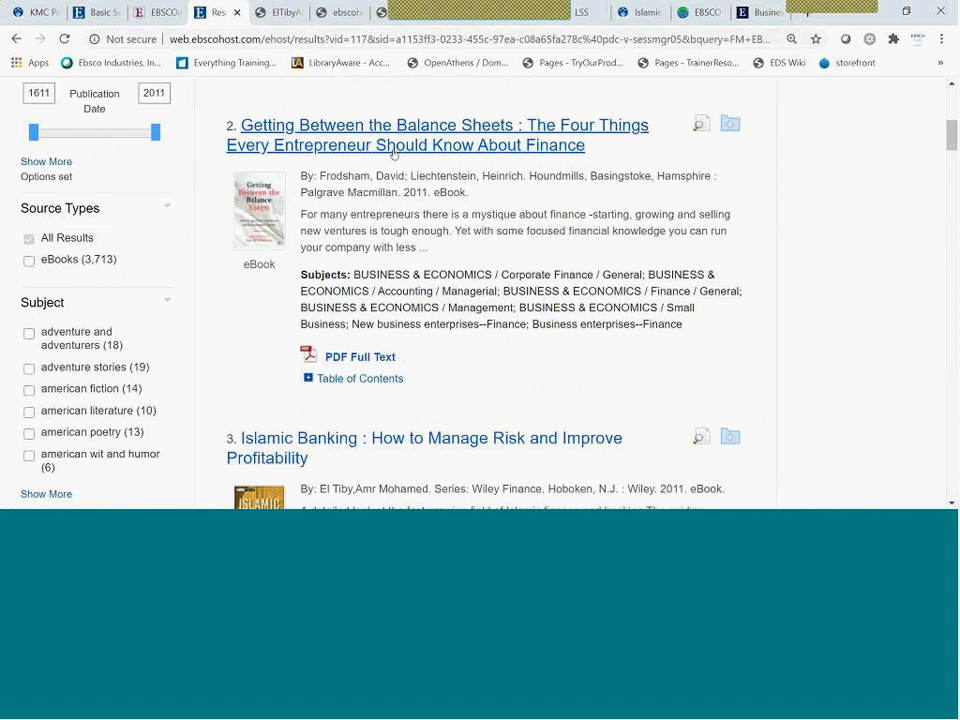 KMC P
Basic S
EBSCO
Res
ElTibyA
ebscoh
LSS
Islamic
EBSCO
Busine
Not secure
web.ebscohost.com/ehost/results?vid=117&sid=a1153ff3-0233-455c-97ea-c08a65fa278c%40pdc-v-sessmgr05&bquery=FM+EB...
Apps
Ebsco Industries, In...
Everything Training...
LibraryAware - Acc...
OpenAthens / Dom...
Pages - TryOurProd...
Pages - TrainerReso...
EDS Wiki
storefront
»
1611
Publication
Date
2011
Show More
Options set
Source Types
All Results
eBooks (3,713)
Subject
adventure and
adventurers (18)
adventure stories (19)
american fiction (14)
american literature (10)
american poetry (13)
american wit and humor
(6)
Show More
2. Getting Between the Balance Sheets : The Four Things
Every Entrepreneur Should Know About Finance
Getting
Between the
Balance
Sheets
eBook
By: Frodsham, David; Liechtenstein, Heinrich. Houndmills, Basingstoke, Hamsphire :
Palgrave Macmillan. 2011. eBook.
For many entrepreneurs there is a mystique about finance -starting, growing and selling
new ventures is tough enough. Yet with some focused financial knowledge you can run
your company with less ...
Subjects: BUSINESS & ECONOMICS / Corporate Finance / General; BUSINESS &
ECONOMICS / Accounting / Managerial; BUSINESS & ECONOMICS / Finance / General;
BUSINESS & ECONOMICS / Management; BUSINESS & ECONOMICS / Small
Business; New business enterprises--Finance; Business enterprises--Finance
PDF Full Text
Table of Contents
3. Islamic Banking : How to Manage Risk and Improve
Profitability
ISLAMIC
By: El Tiby,Amr Mohamed. Series: Wiley Finance. Hoboken, N.J. : Wiley. 2011. eBook.